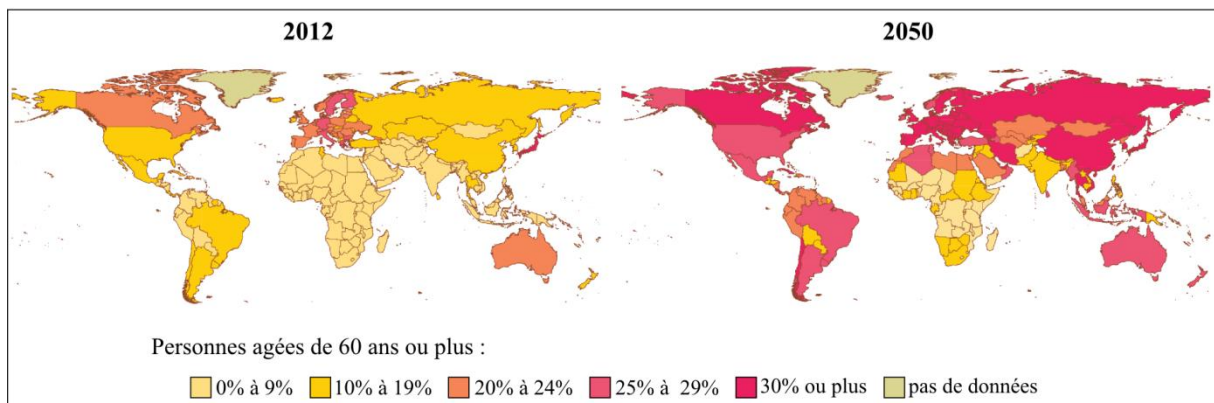 2012
2050
Personnes agées de 60 ans ou plus :
0% à 9%
10% à 19%
20% à 24%
25% à 29%
30% ou plus
pas de données